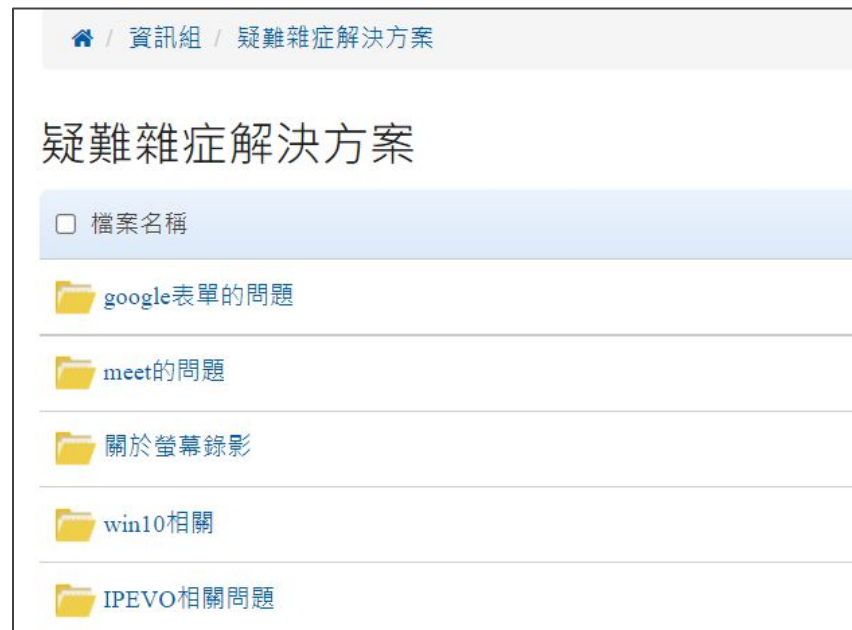 / 資訊組 / 疑難雜症解決方案
疑難雜症解決方案
檔案名稱
google表單的問題
meet的問題
關於螢幕錄影
win10相關
IPEVO相關問題